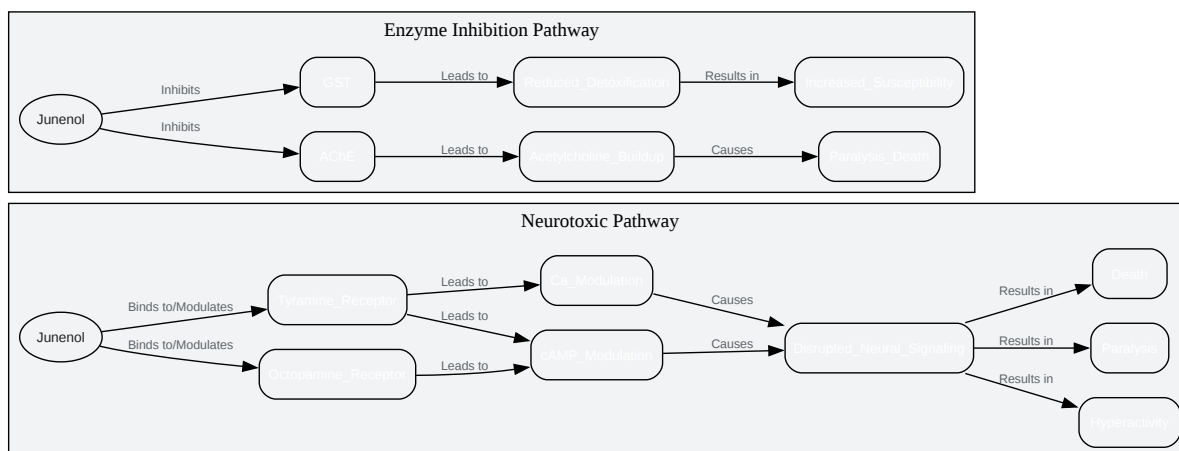 Enzyme Inhibition Pathway
Junenol
Inhibits
Inhibits
GST
AChE
Leads to
Leads to
Reduced_Detoxification
Acetylcholine_Buildup
Results in
Causes
Increased_Susceptibility
Paralysis_Death
Neurotoxic Pathway
Junenol
Binds to/Modulates
Binds to/Modulates
Tyramine_Receptor
Octopamine_Receptor
Leads to
Leads to
Leads to
Ca_Modulation
cAMP_Modulation
Causes
Causes
Disrupted_Neural_Signaling
Results in
Results in
Results in
Death
Paralysis
Hyperactivity